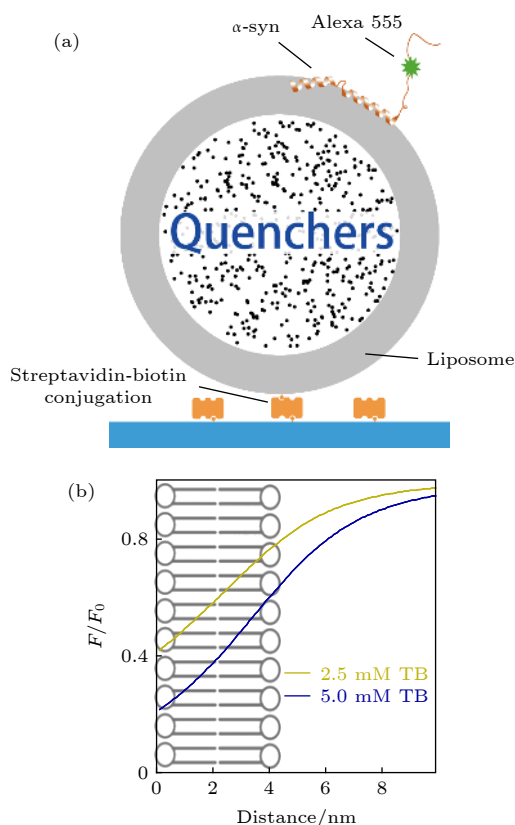 (a)
α-syn
Alexa 555
Quenchers
Liposome
Streptavidin-biotin
conjugation
(b)
F/F0
0.8
0.4
0
2.5 mM TB
5.0 mM TB
0
2
4
6
8
Distance/nm